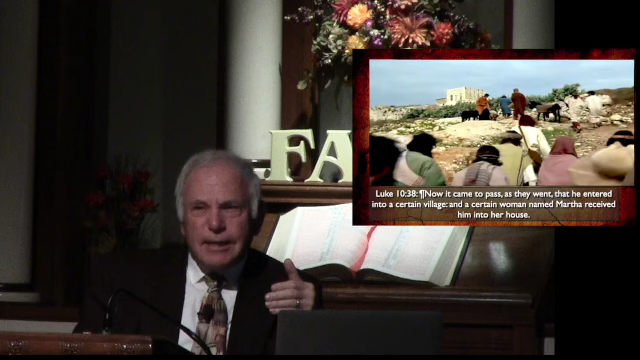 FA
Luke 10:38: ¶Now it came to pass, as they went, that he entered
into a certain village: and a certain woman named Martha received
him into her house.